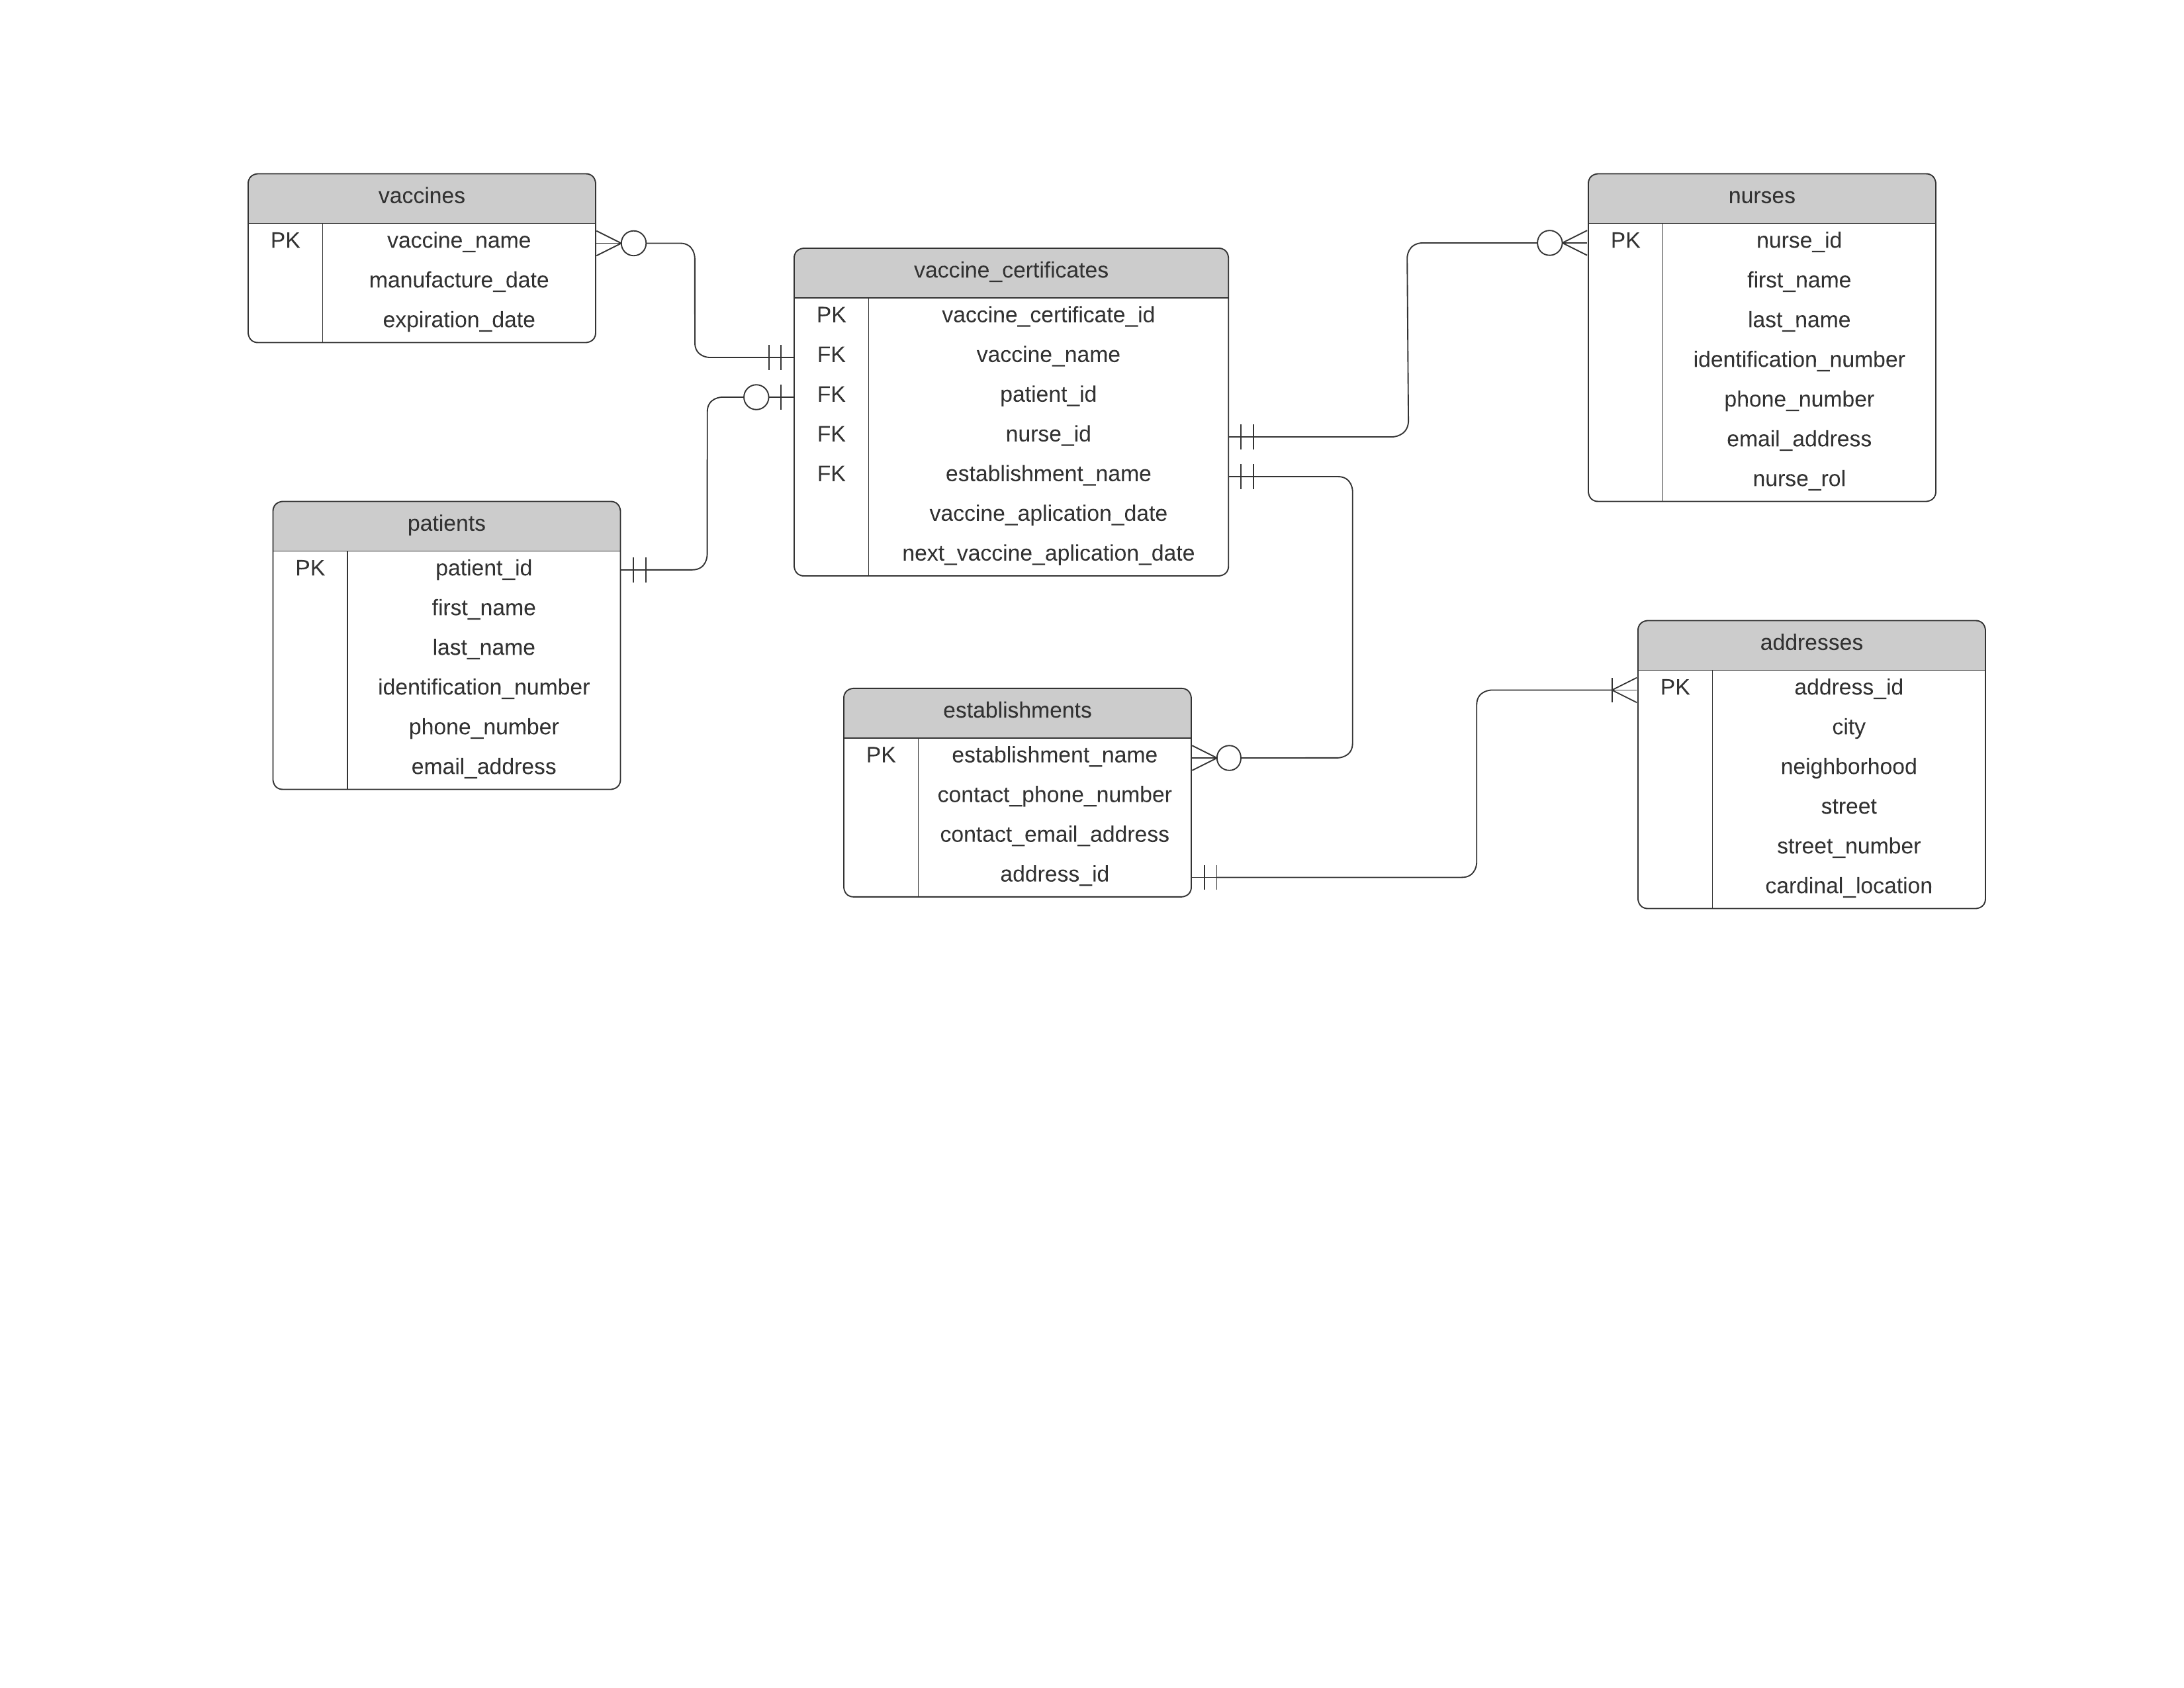 vaccines
PK vaccine_name
manufacture_date
expiration_date
vaccine_certificates
PK vaccine_certificate_id
FK vaccine_name
FK patient_id
FK nurse_id
FK establishment_name
vaccine_aplication_date
next_vaccine_aplication_date
nurses
PK nurse_id
first_name
last_name
identification_number
phone_number
email_address
nurse_rol
patients
PK patient_id
first_name
last_name
identification_number
phone_number
email_address
establishments
PK establishment_name
contact_phone_number
contact_email_address
address_id
addresses
PK address_id
city
neighborhood
street
street_number
cardinal_location